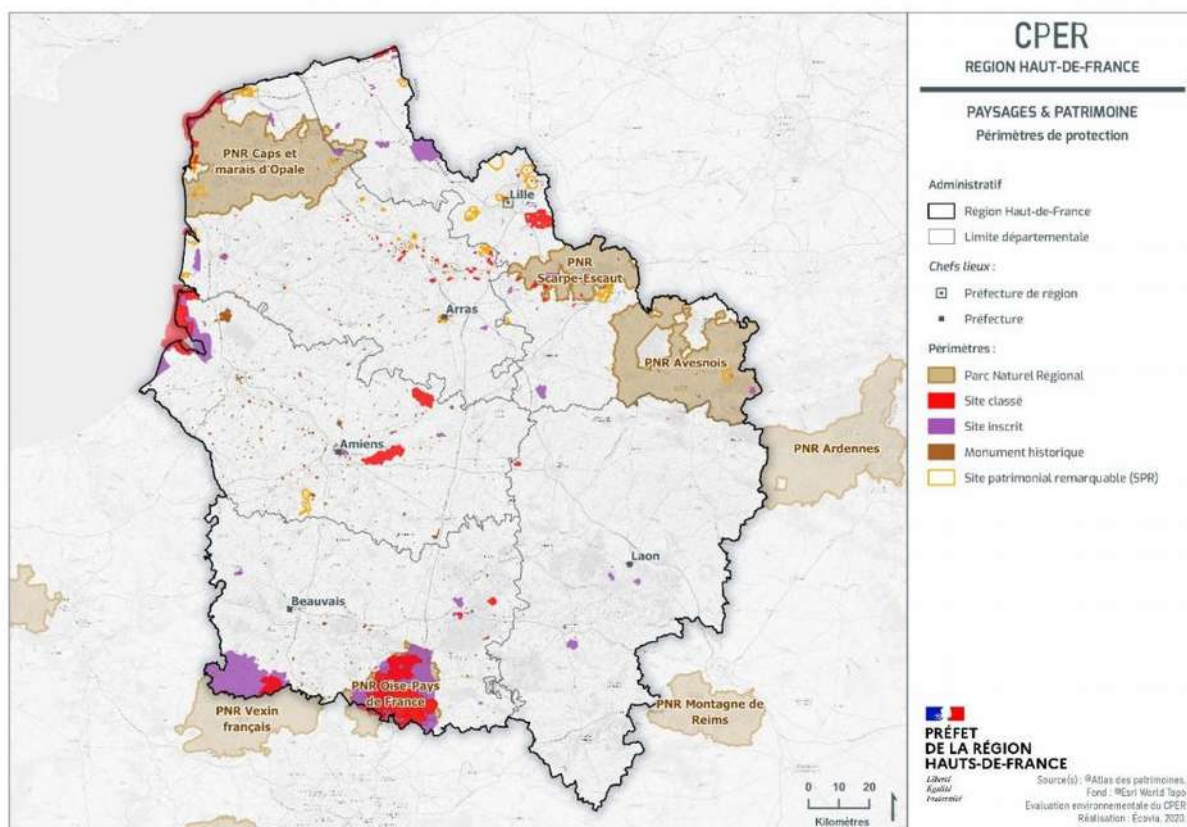 CPER
REGION HAUT-DE-FRANCE
PAYSAGES & PATRIMOINE
Périmètres de protection
Administratif
Région Haut-de-France
Limite départementale
Chefs lieux :
Préfecture de région
Préfecture
Périmètres :
Parc Naturel Régional
Site classé
Site inscrit
Monument historique
Site patrimonial remarquable (SPR)
PNR Caps et
marais d'Opale
Lille
PNR
Scarpe-Escaut
Arras
PNR Avesnois
PNR Ardennes
Amiens
Laon
Beauvais
PNR Oise-Pays
de France
PNR Vexin
français
PNR Montagne de
Reims
0 10 20
Kilomètres
PRÉFET
DE LA RÉGION
HAUTS-DE-FRANCE
Liberté
Égalité
Fraternité
Source(s) : ®Atlas des patrimoines.
Fond : ®Esri World Topo
Evaluation environnementale du CPER
Réalisation : Écovia, 2020.